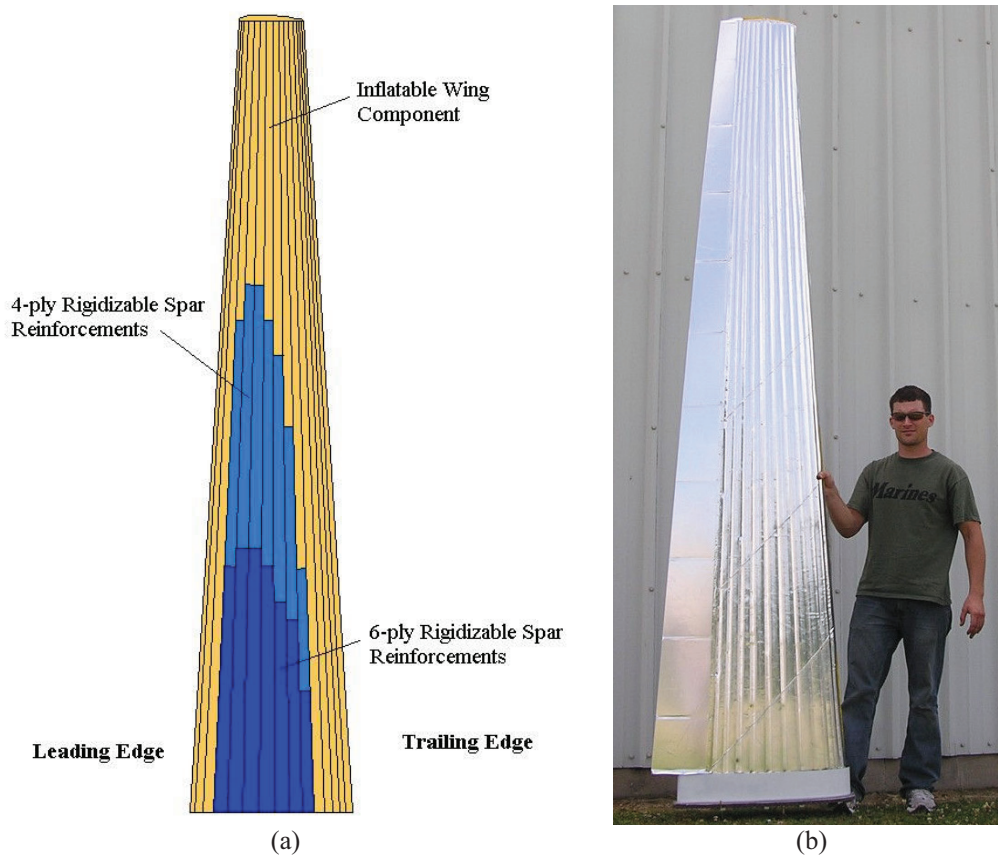 Inflatable Wing
Component
4-ply Rigidizable Spar
Reinforcements
6-ply Rigidizable Spar
Reinforcements
Leading Edge
Trailing Edge
Marines
(a)
(b)